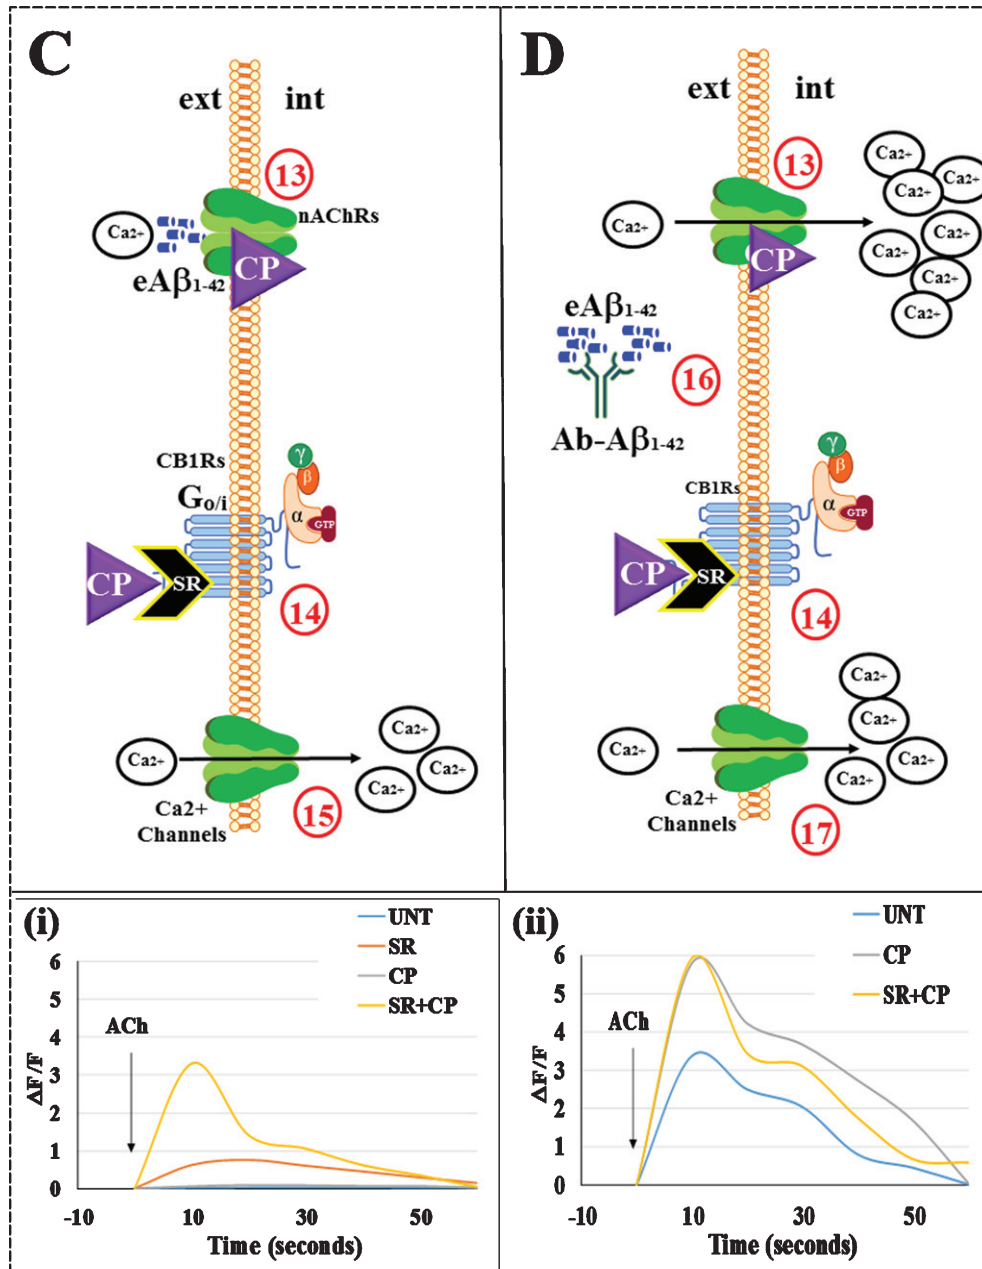 C
ext int
13
nAChRs
Ca2+
CP
eAβ1-42
CB1Rs
Go/i
γ
β
α
GTP
CP
SR
14
Ca2+
Ca2+
Ca2+
Ca2+
Ca2+
Channels
15
D
ext int
13
Ca2+
Ca2+
Ca2+
Ca2+
Ca2+
Ca2+
Ca2+
Ca2+
CP
eAβ1-42
16
Ab-Aβ1-42
CB1Rs
γ
β
α
GTP
CP
SR
14
Ca2+
Ca2+
Ca2+
Ca2+
Ca2+
Ca2+
Channels
17
(i)
UNT
SR
CP
SR+CP
ACh
ΔF/F
6
5
4
3
2
1
0
-10 10 30 50
Time (seconds)
(ii)
UNT
CP
SR+CP
ACh
ΔF/F
6
5
4
3
2
1
0
-10 10 30 50
Time (seconds)